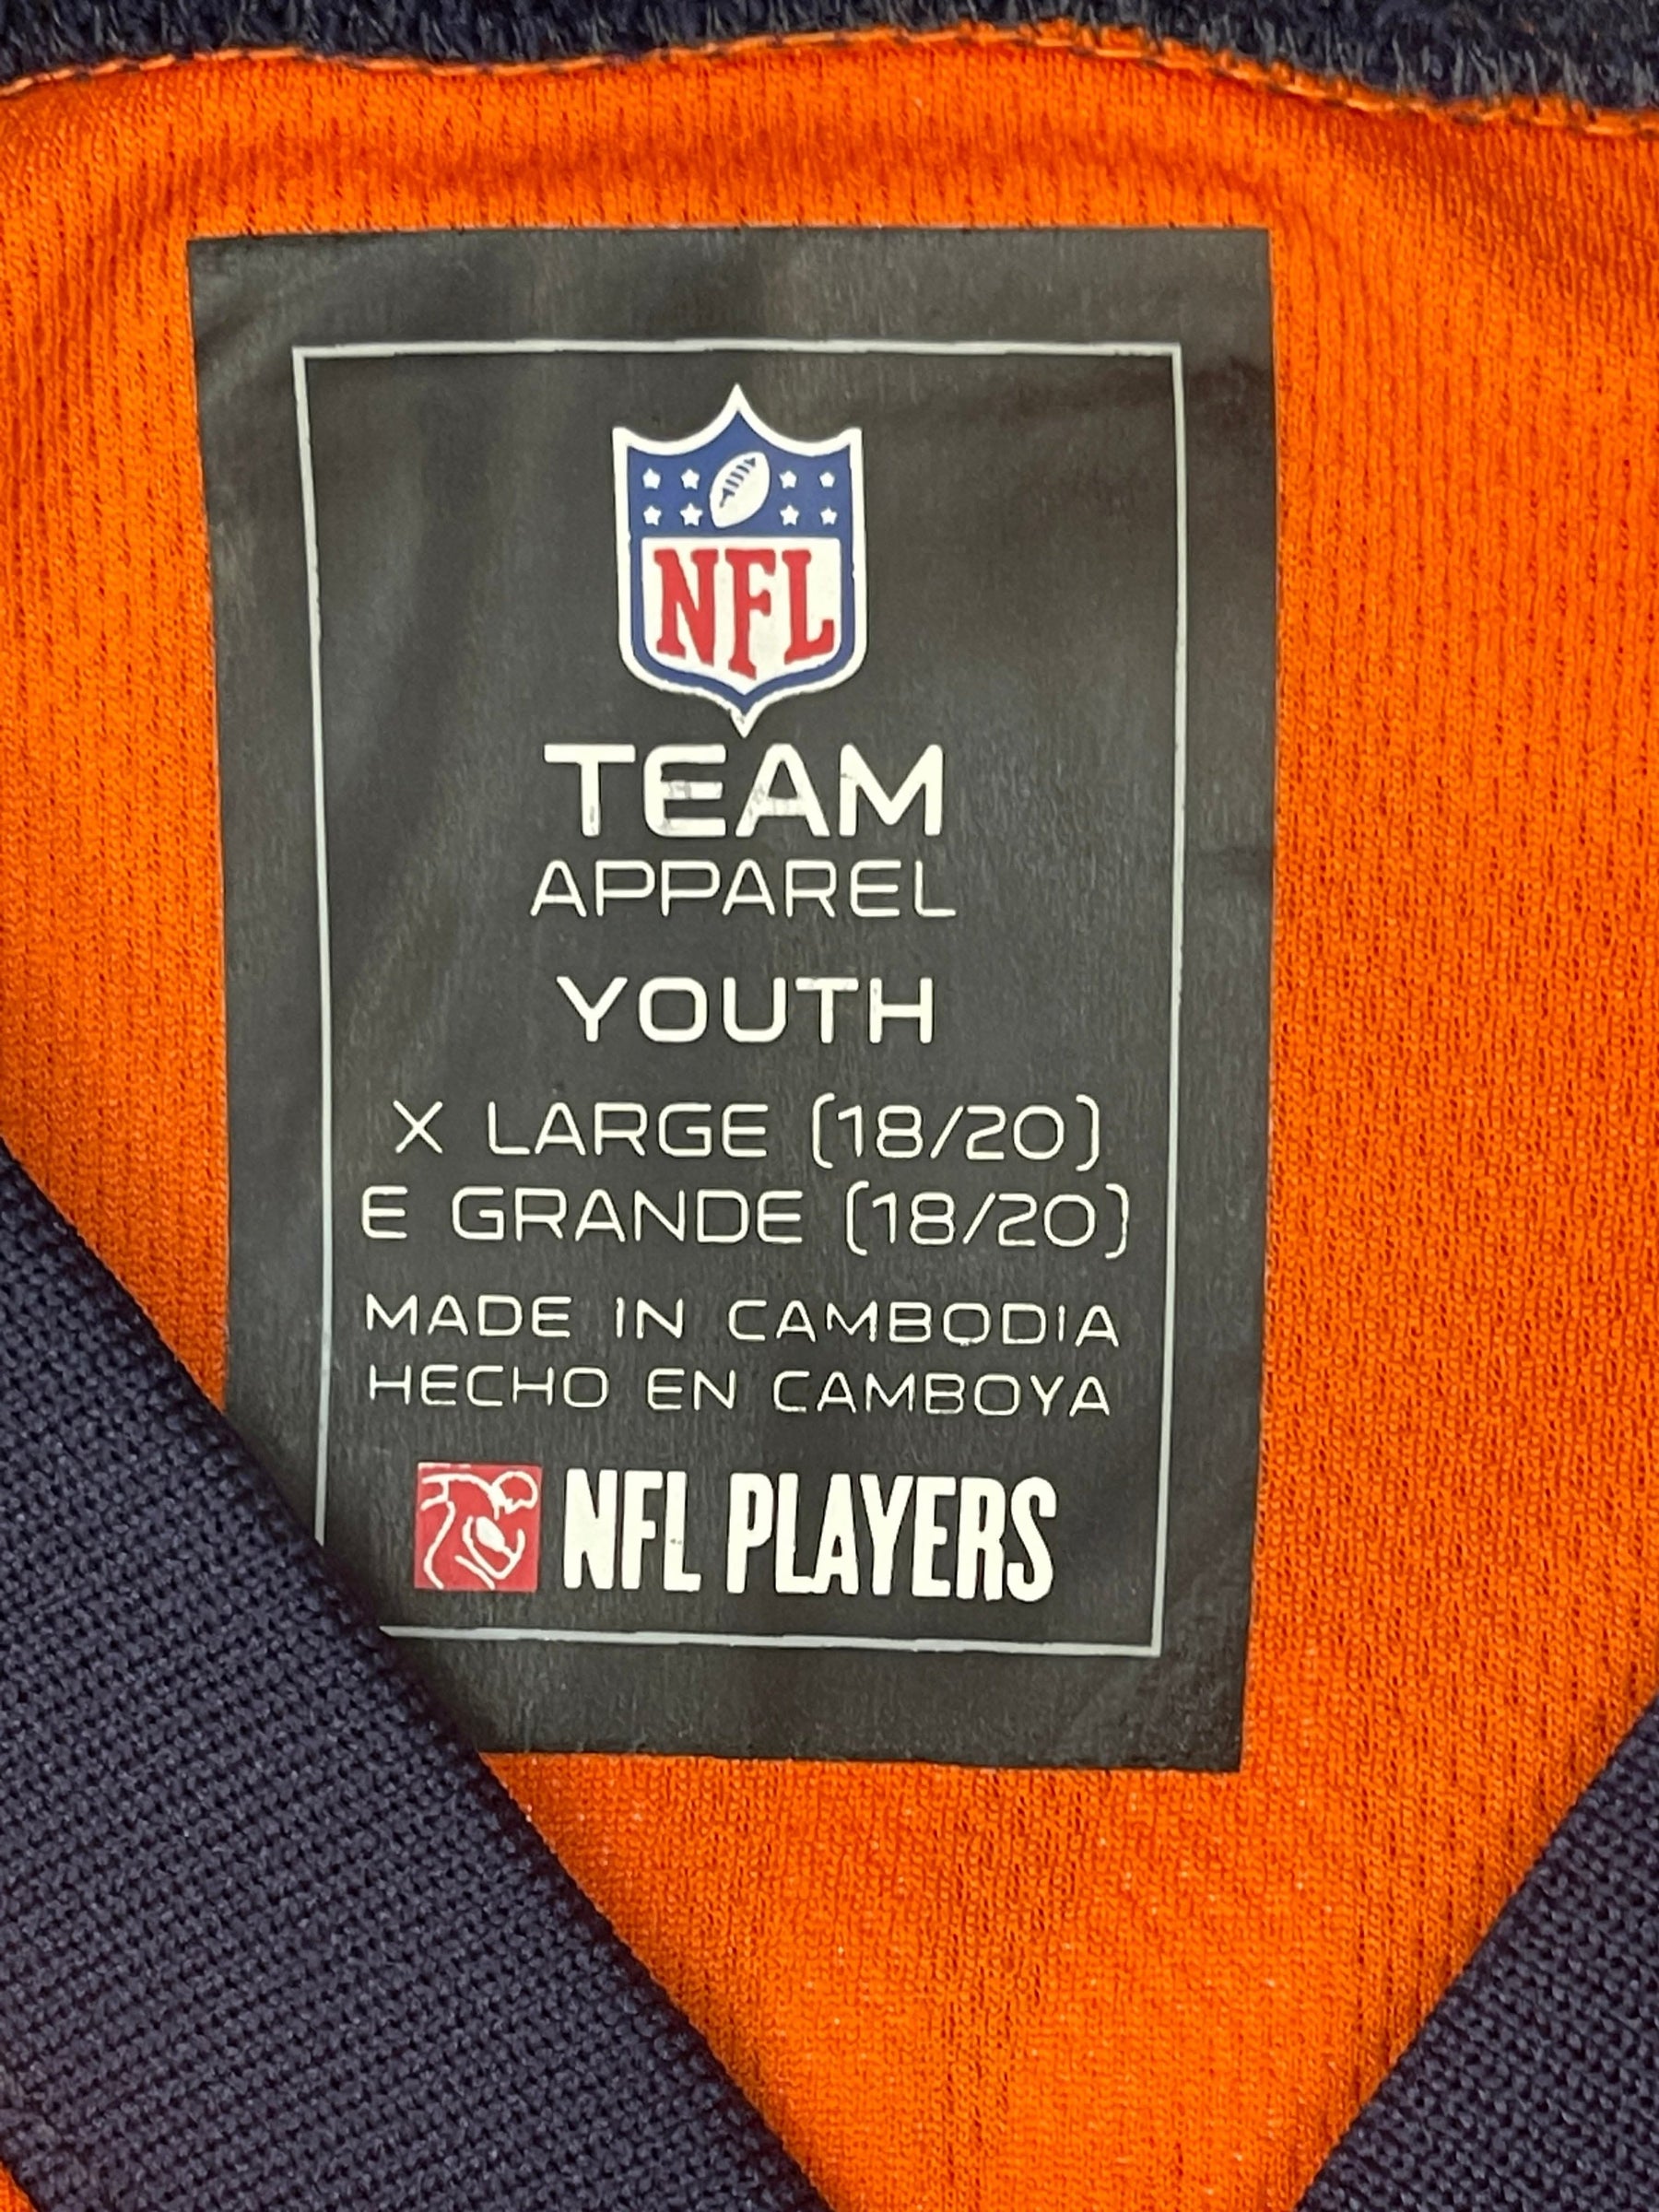 NFL
TEAM
APPAREL
YOUTH
X LARGE (18/20)
E GRANDE (18/20)
MADE IN CAMBODIA
HECHO EN CAMBOYA
NFL PLAYERS